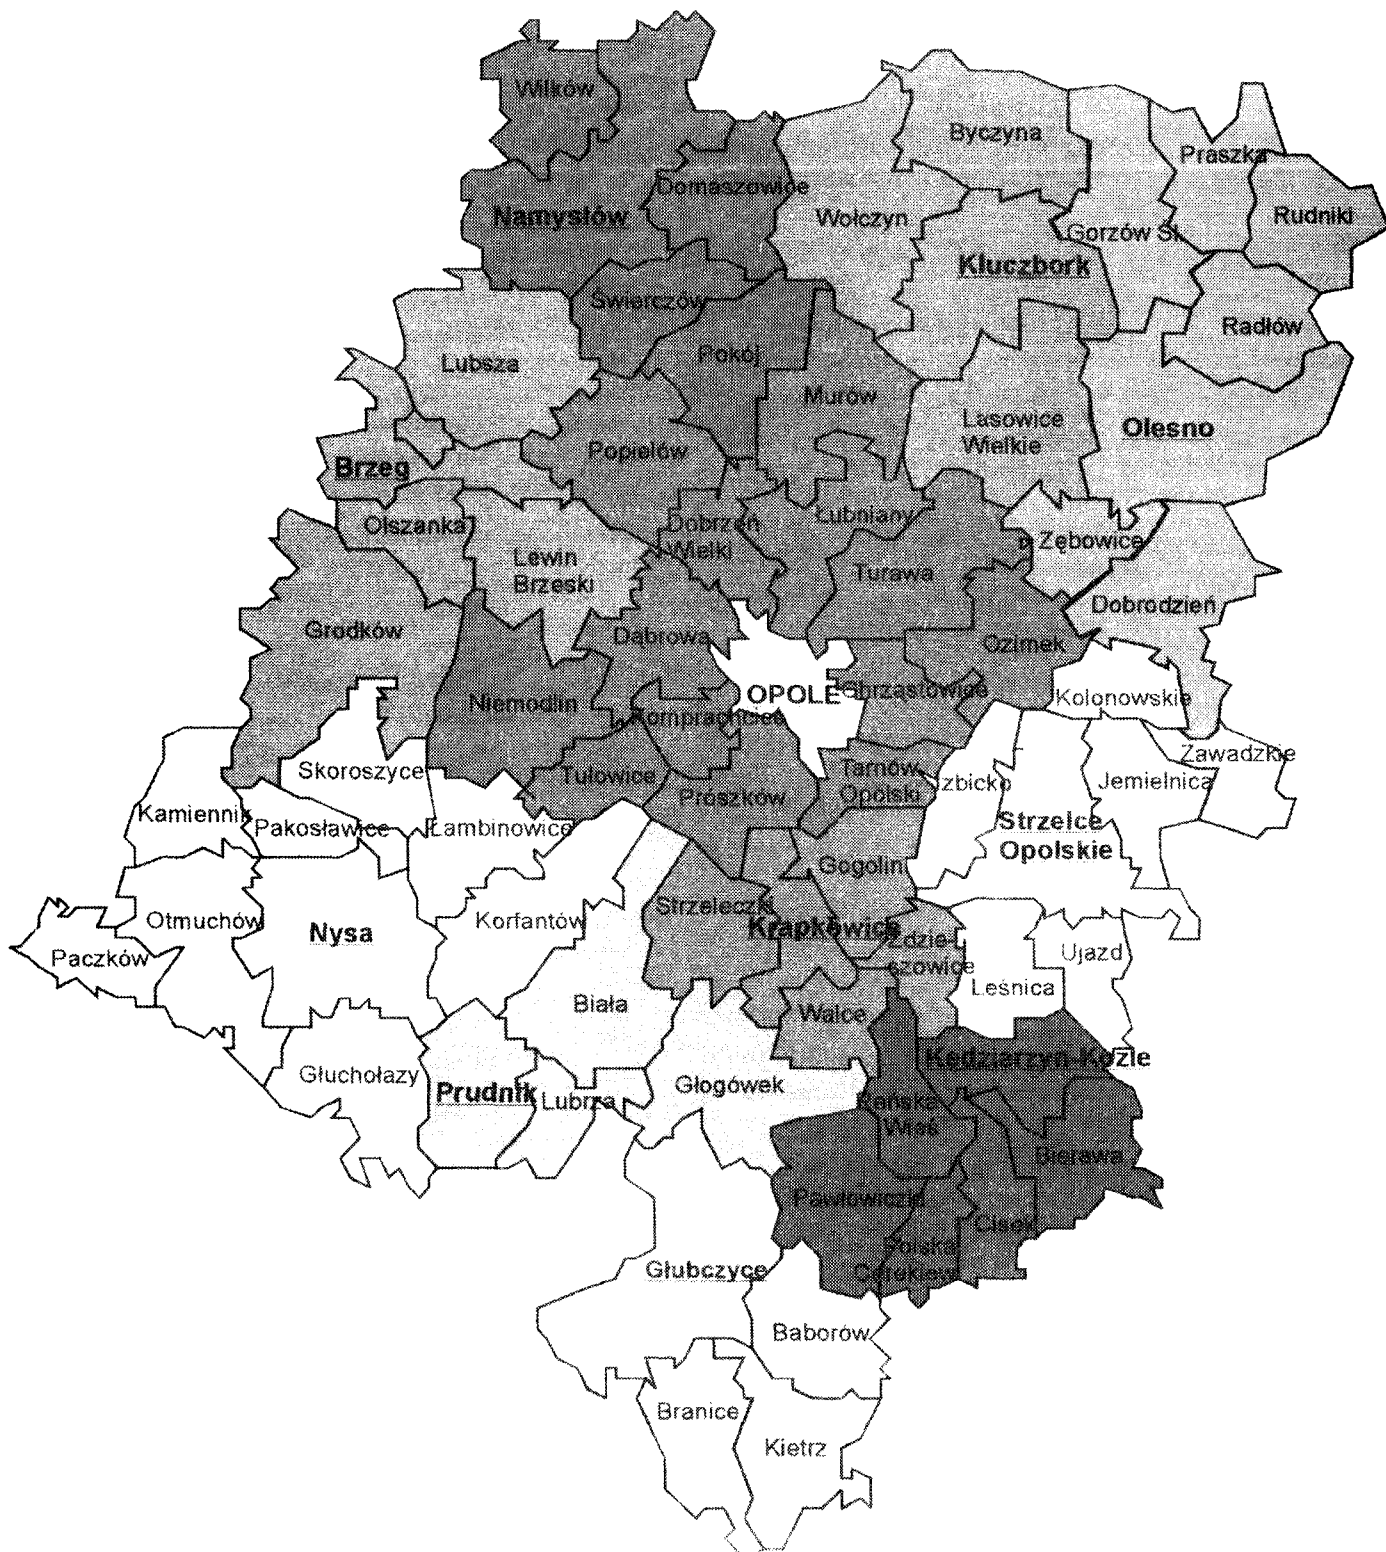 Wilków
Byczyna
Praszka
Domaszowice
Namysłów
Wołczyn
Rudniki
Gorzów Śl.
Kluczbork
Świerczów
Radłów
Lubsza
Pokój
Murów
Lasowice
Wielkie
Olesno
Popielów
Brzeg
Olszanka
Dobrzeń
Wielki
Łubniany
Zębowice
Lewin
Brzeski
Turawa
Dobrodzień
Grodków
Dąbrowa
Ozimek
OPOLE
Chrząstowice
Kolonowskie
Niemodlin
Komprachcice
Zawadzkie
Skoroszyce
Tułowice
Tarnów
Opolski
Izbicko
Jemielnica
Prószków
Kamiennik
Pakosławice
Łambinowice
Strzelce
Opolskie
Gogolin
Strzeleczki
Otmuchów
Nysa
Korfantów
Krapkowice
Zdzie-
szowice
Ujazd
Paczków
Leśnica
Biała
Walce
Kędziarzyn-Koźle
Głuchołazy
Prudnik
Lubrza
Głogówek
Reńska
Wieś
Bierawa
Pawłowiczki
Cisek
Polska
Cerekiew
Głubczyce
Baborów
Branice
Kietrz